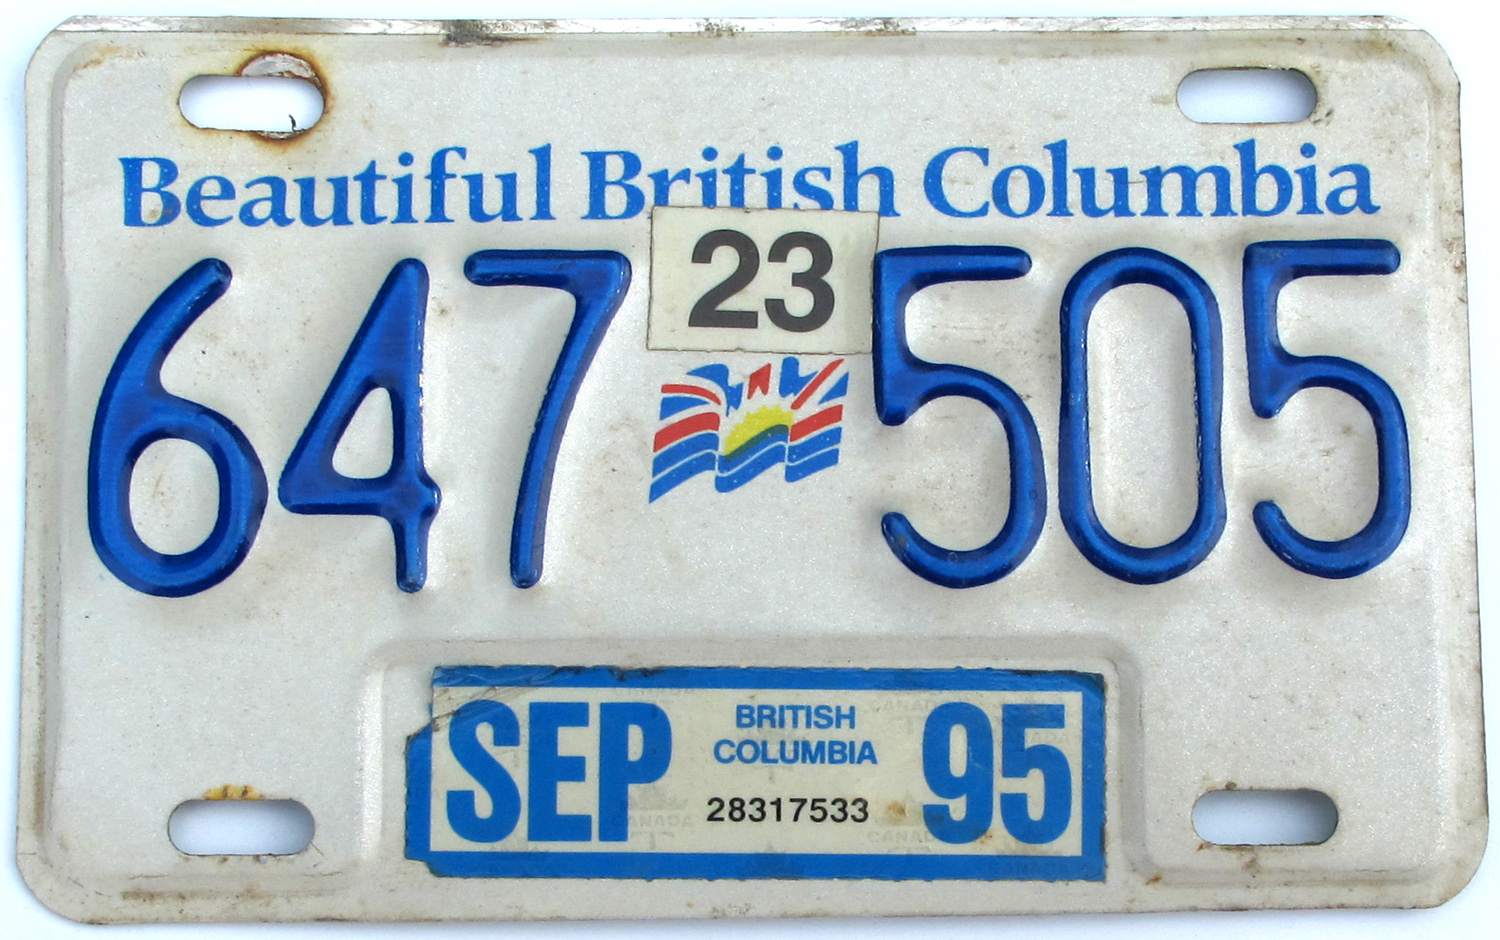 Beautiful British Columbia
23
647 505
SEP BRITISH COLUMBIA 95
28317533